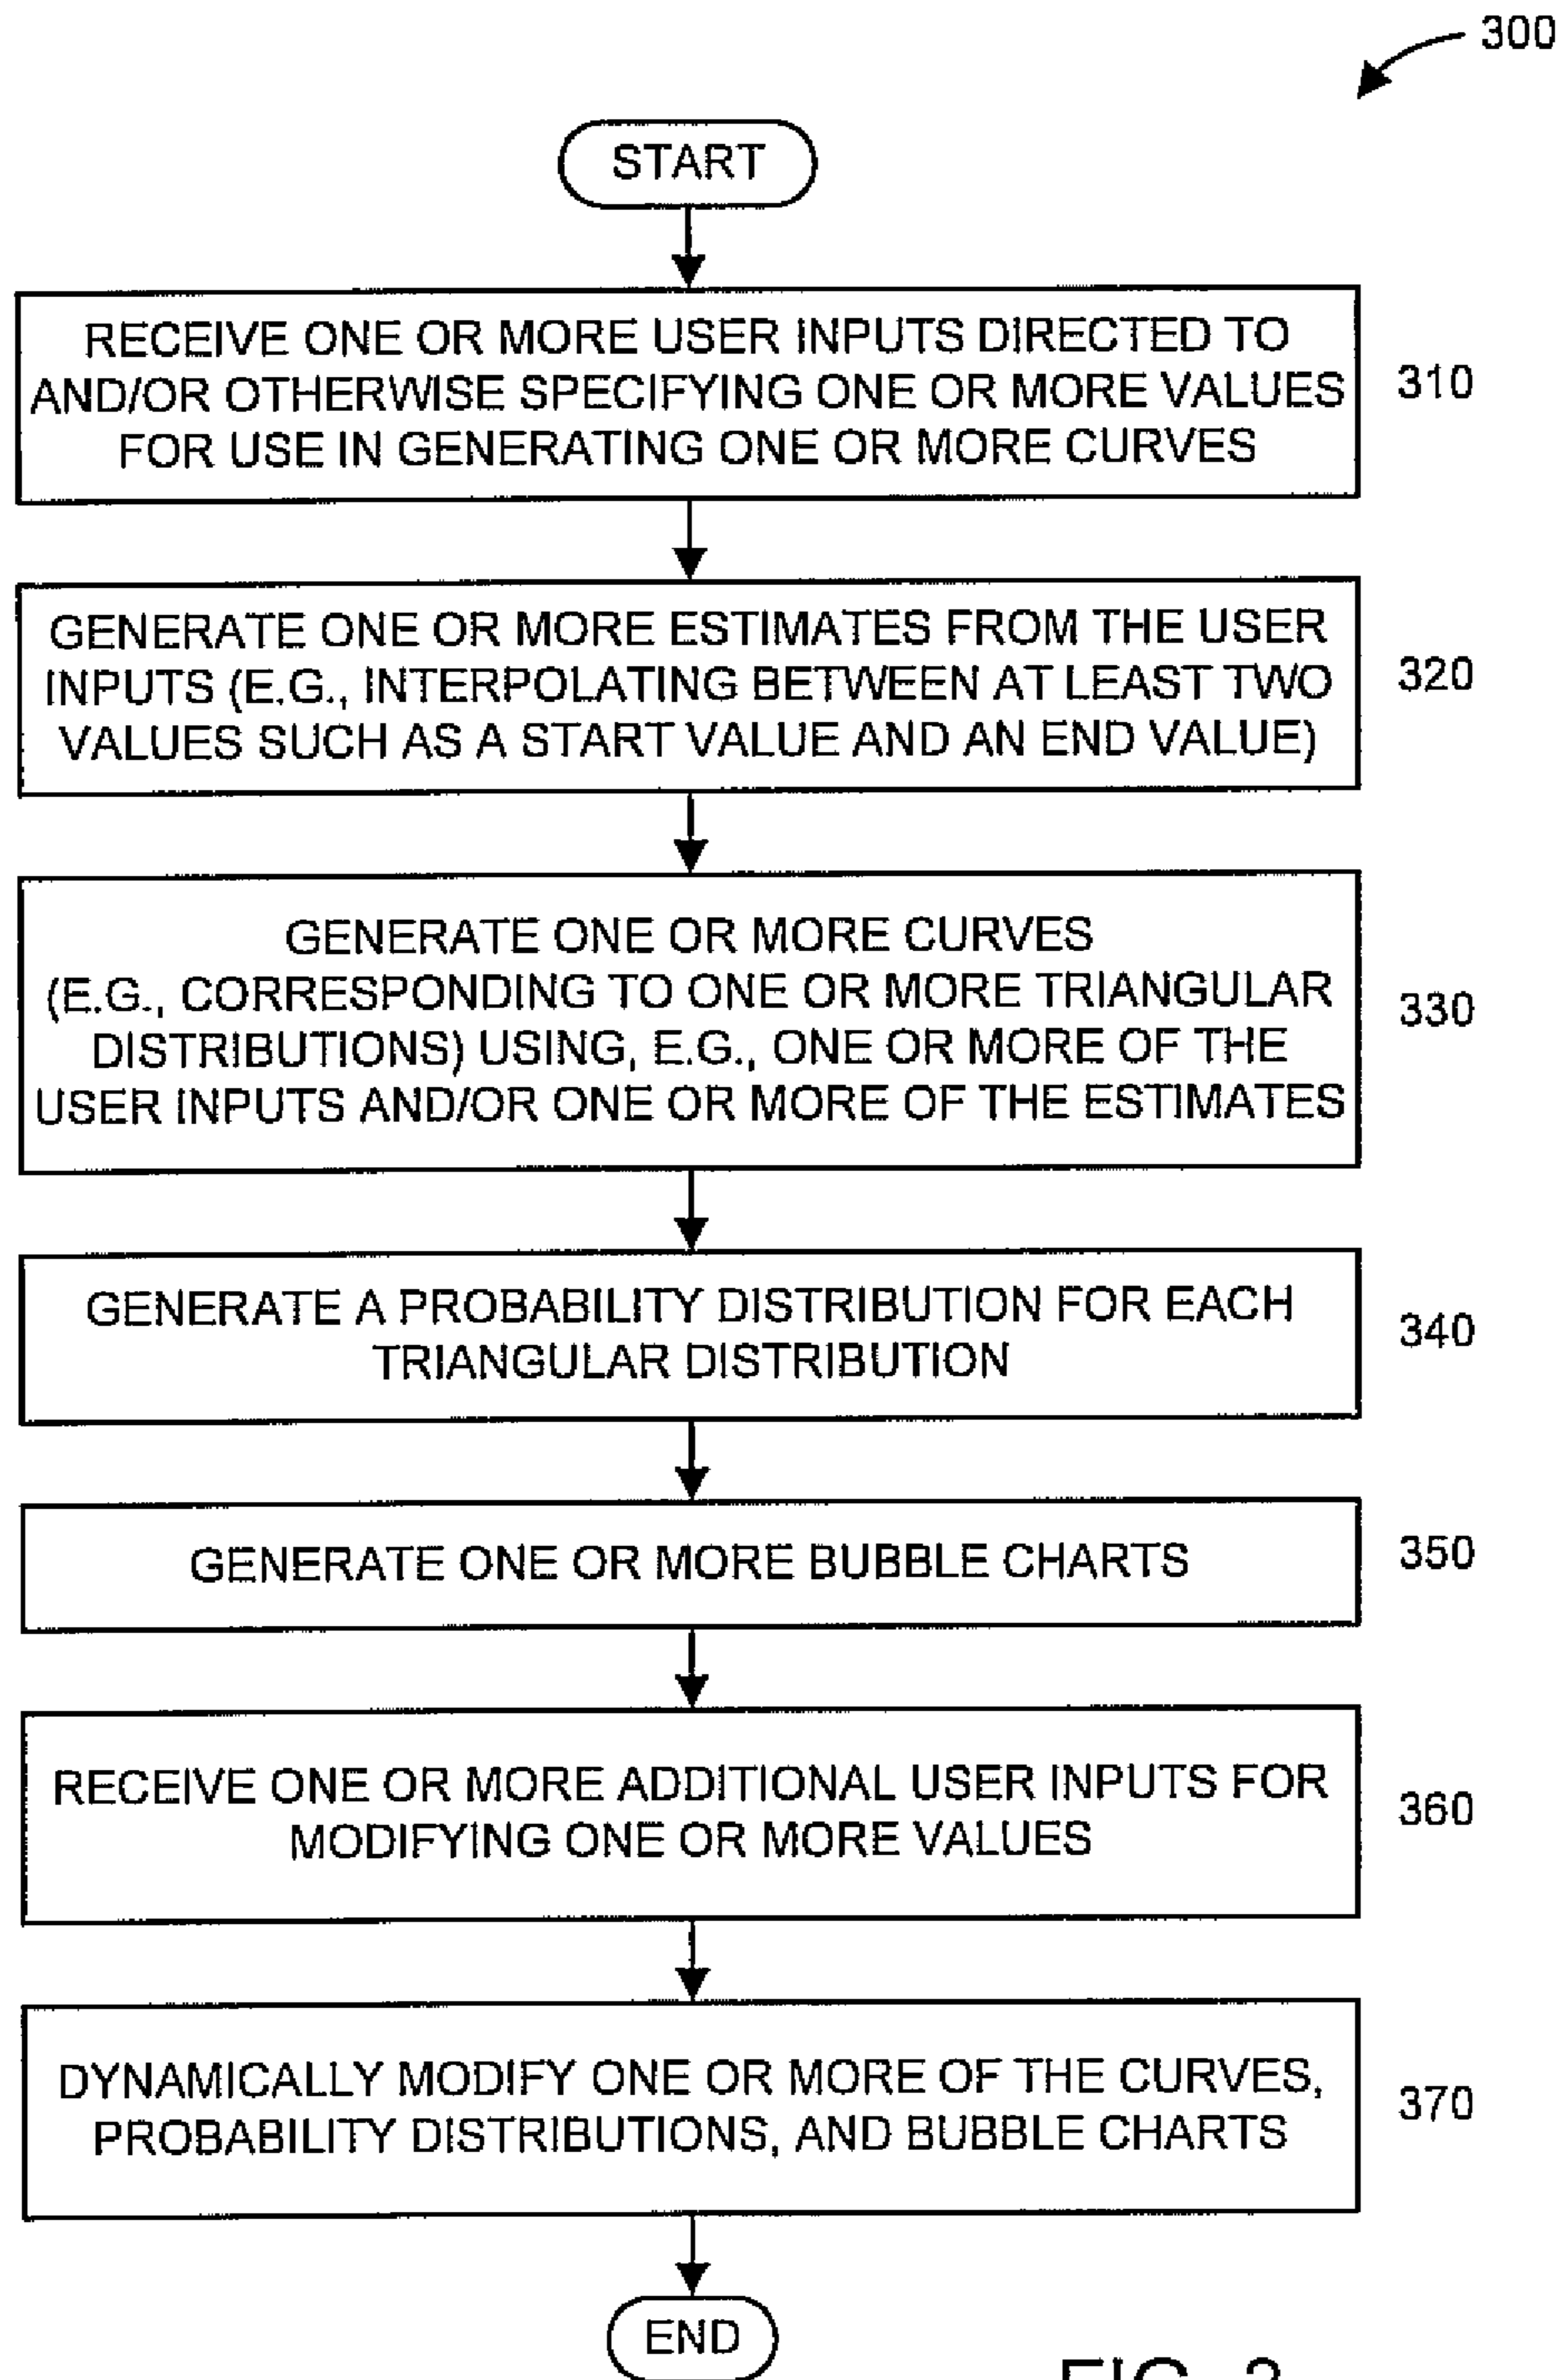 300
START
RECEIVE ONE OR MORE USER INPUTS DIRECTED TO
AND/OR OTHERWISE SPECIFYING ONE OR MORE VALUES
FOR USE IN GENERATING ONE OR MORE CURVES
310
GENERATE ONE OR MORE ESTIMATES FROM THE USER
INPUTS (E.G., INTERPOLATING BETWEEN AT LEAST TWO
VALUES SUCH AS A START VALUE AND AN END VALUE)
320
GENERATE ONE OR MORE CURVES
(E.G., CORRESPONDING TO ONE OR MORE TRIANGULAR
DISTRIBUTIONS) USING, E.G., ONE OR MORE OF THE
USER INPUTS AND/OR ONE OR MORE OF THE ESTIMATES
330
GENERATE A PROBABILITY DISTRIBUTION FOR EACH
TRIANGULAR DISTRIBUTION
340
GENERATE ONE OR MORE BUBBLE CHARTS
350
RECEIVE ONE OR MORE ADDITIONAL USER INPUTS FOR
MODIFYING ONE OR MORE VALUES
360
DYNAMICALLY MODIFY ONE OR MORE OF THE CURVES,
PROBABILITY DISTRIBUTIONS, AND BUBBLE CHARTS
370
END